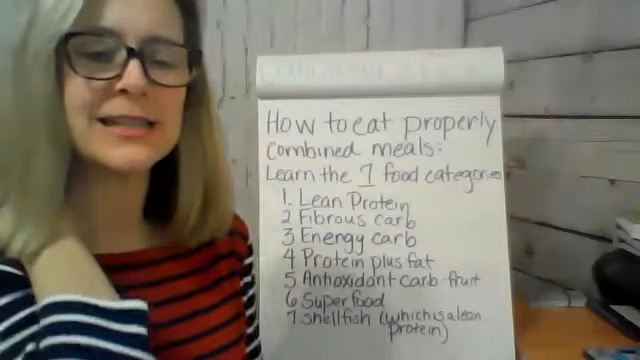 How to eat properly
combined meals:
Learn the 7 food categories
1. Lean Protein
2 Fibrous carb
3 Energy carb
4 Protein plus fat
5 Antioxidant carb-fruit
6 Superfood
7 Shellfish (which is a lean
protein)